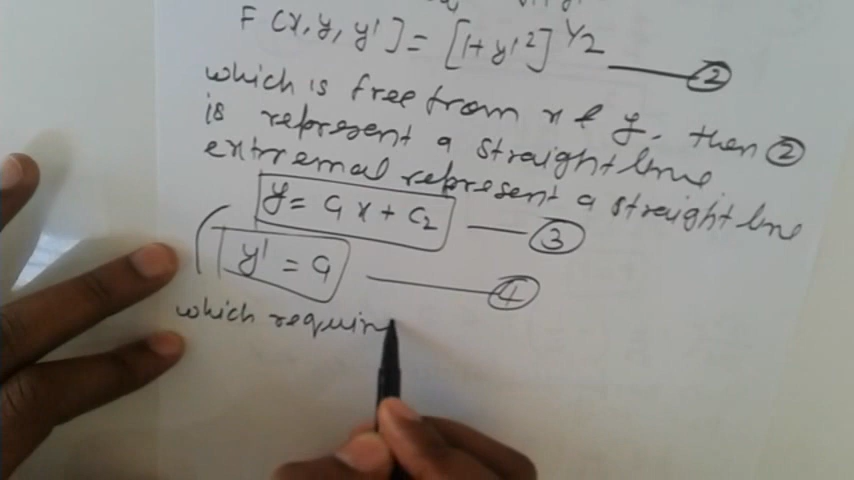 F (x, y, y') = [1+y'²]^1/2 — ②
which is free from x & y. then ②
is represent a straight line
extremal represent a straight line
y = c₁x + c₂ — ③
y' = c₁ — ④
which requir